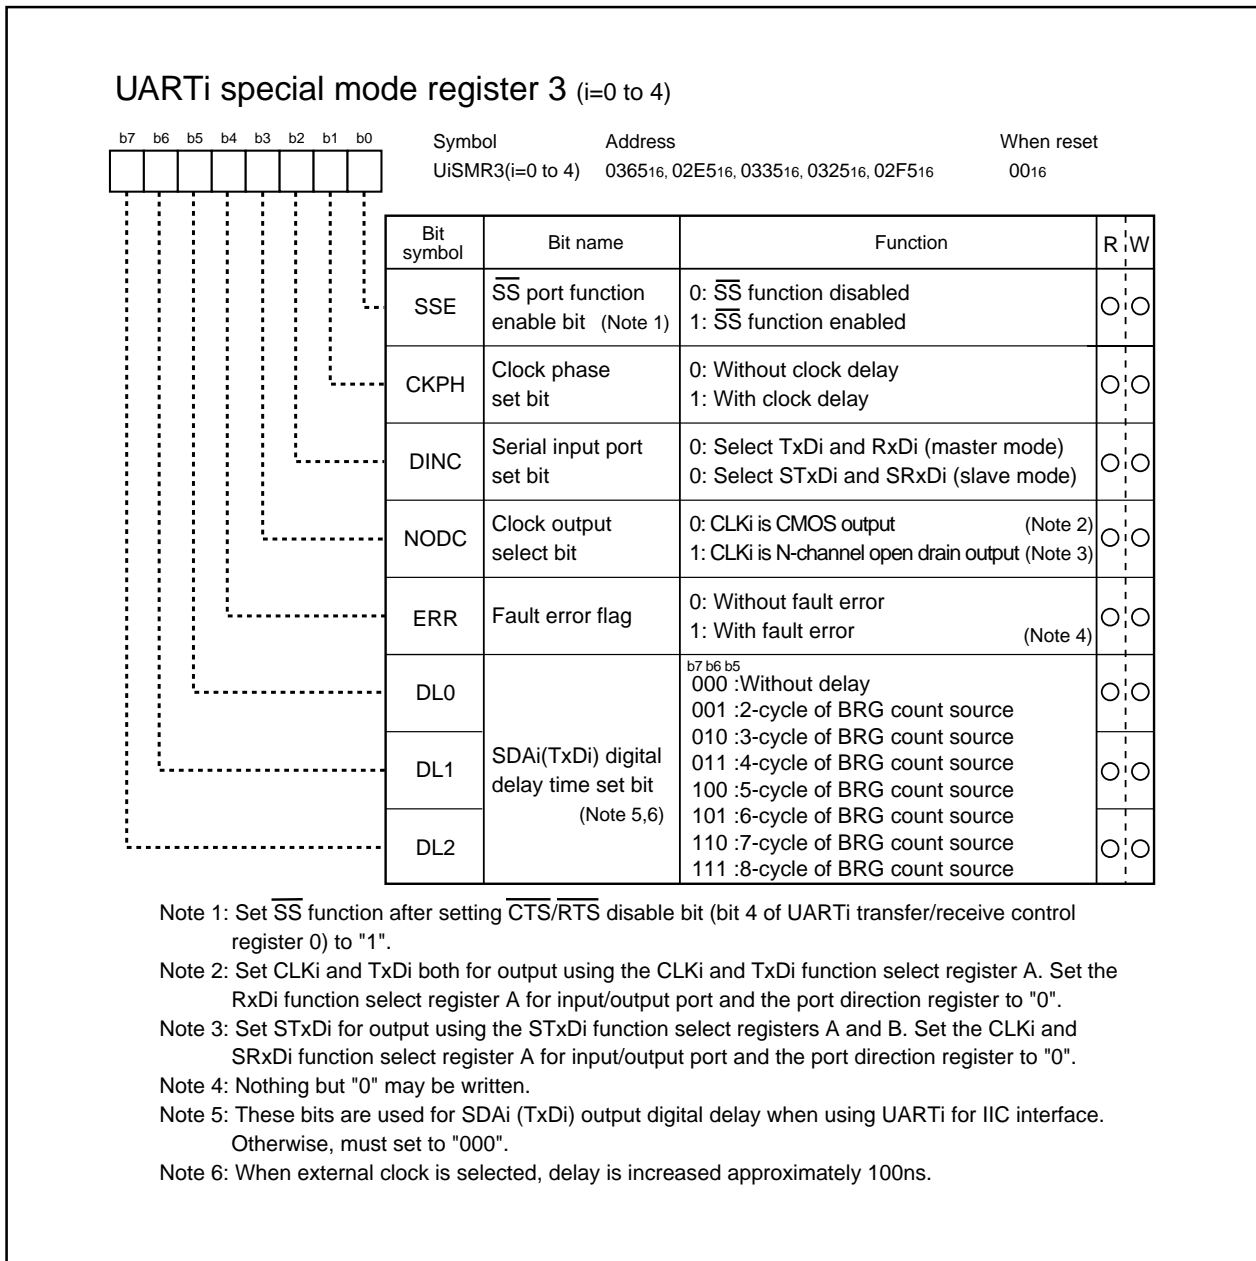 UARTi special mode register 3 (i=0 to 4)
b7 b6 b5 b4 b3 b2 b1 b0
Symbol Address When reset
UiSMR3(i=0 to 4) 036516, 02E516, 033516, 032516, 02F516 0016
Bit symbol Bit name Function R W
SSE
SS port function
enable bit (Note 1)
0: SS function disabled
1: SS function enabled
CKPH
Clock phase
set bit
0: Without clock delay
1: With clock delay
DINC
Serial input port
set bit
0: Select TxDi and RxDi (master mode)
0: Select STxDi and SRxDi (slave mode)
NODC
Clock output
select bit
0: CLKi is CMOS output (Note 2)
1: CLKi is N-channel open drain output (Note 3)
ERR
Fault error flag
0: Without fault error
1: With fault error (Note 4)
DL0
DL1
DL2
SDAi(TxDi) digital
delay time set bit
(Note 5,6)
b7 b6 b5
000 :Without delay
001 :2-cycle of BRG count source
010 :3-cycle of BRG count source
011 :4-cycle of BRG count source
100 :5-cycle of BRG count source
101 :6-cycle of BRG count source
110 :7-cycle of BRG count source
111 :8-cycle of BRG count source
Note 1: Set SS function after setting CTS/RTS disable bit (bit 4 of UARTi transfer/receive control
register 0) to "1".
Note 2: Set CLKi and TxDi both for output using the CLKi and TxDi function select register A. Set the
RxDi function select register A for input/output port and the port direction register to "0".
Note 3: Set STxDi for output using the STxDi function select registers A and B. Set the CLKi and
SRxDi function select register A for input/output port and the port direction register to "0".
Note 4: Nothing but "0" may be written.
Note 5: These bits are used for SDAi (TxDi) output digital delay when using UARTi for IIC interface.
Otherwise, must set to "000".
Note 6: When external clock is selected, delay is increased approximately 100ns.